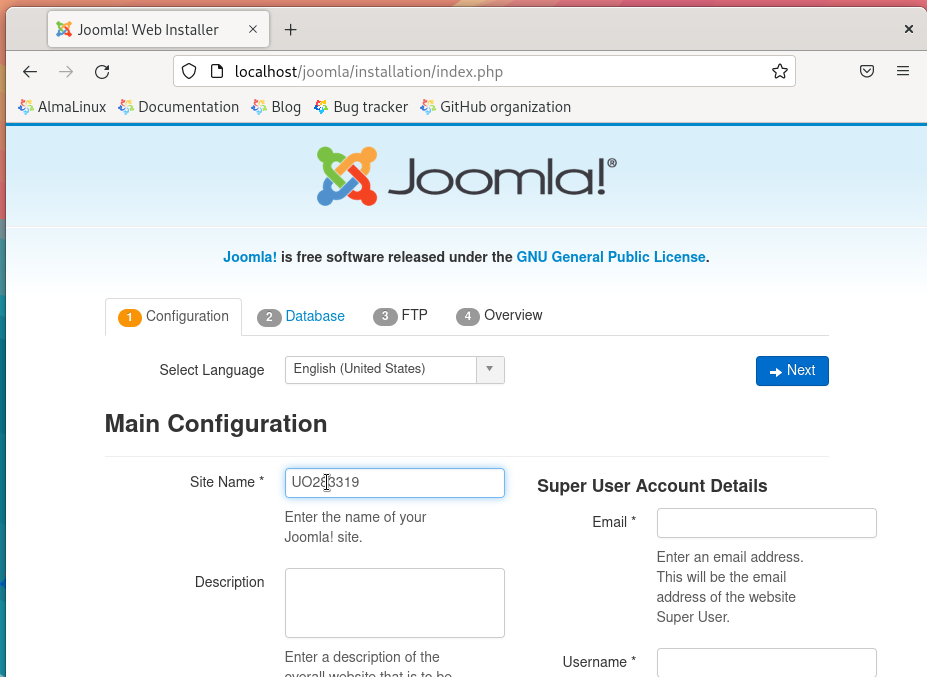 Joomla! Web Installer
localhost/joomla/installation/index.php
AlmaLinux Documentation Blog Bug tracker GitHub organization
Joomla!®
Joomla! is free software released under the GNU General Public License.
1 Configuration 2 Database 3 FTP 4 Overview
Select Language English (United States) Next
Main Configuration
Site Name * UO283319
Enter the name of your
Joomla! site.
Description
Enter a description of the
overall website that is to be
Super User Account Details
Email *
Enter an email address.
This will be the email
address of the website
Super User.
Username *